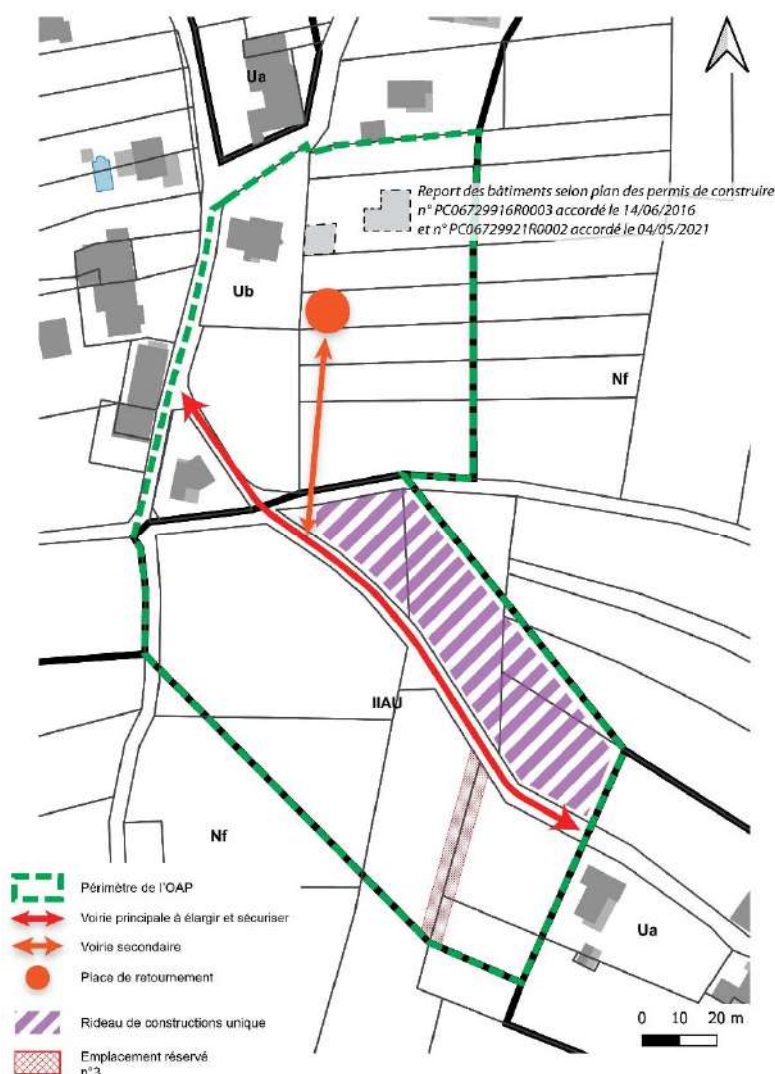 Ua
Report des bâtiments selon plan des permis de construire
n° PC06729916R0003 accordé le 14/06/2016
et n° PC06729921R0002 accordé le 04/05/2021
Ub
Nf
IIAU
Nf
Ua
Périmètre de l'OAP
Voirie principale à élargir et sécuriser
Voirie secondaire
Place de retournement
Rideau de constructions unique
Emplacement réservé
n°3
0 10 20 m